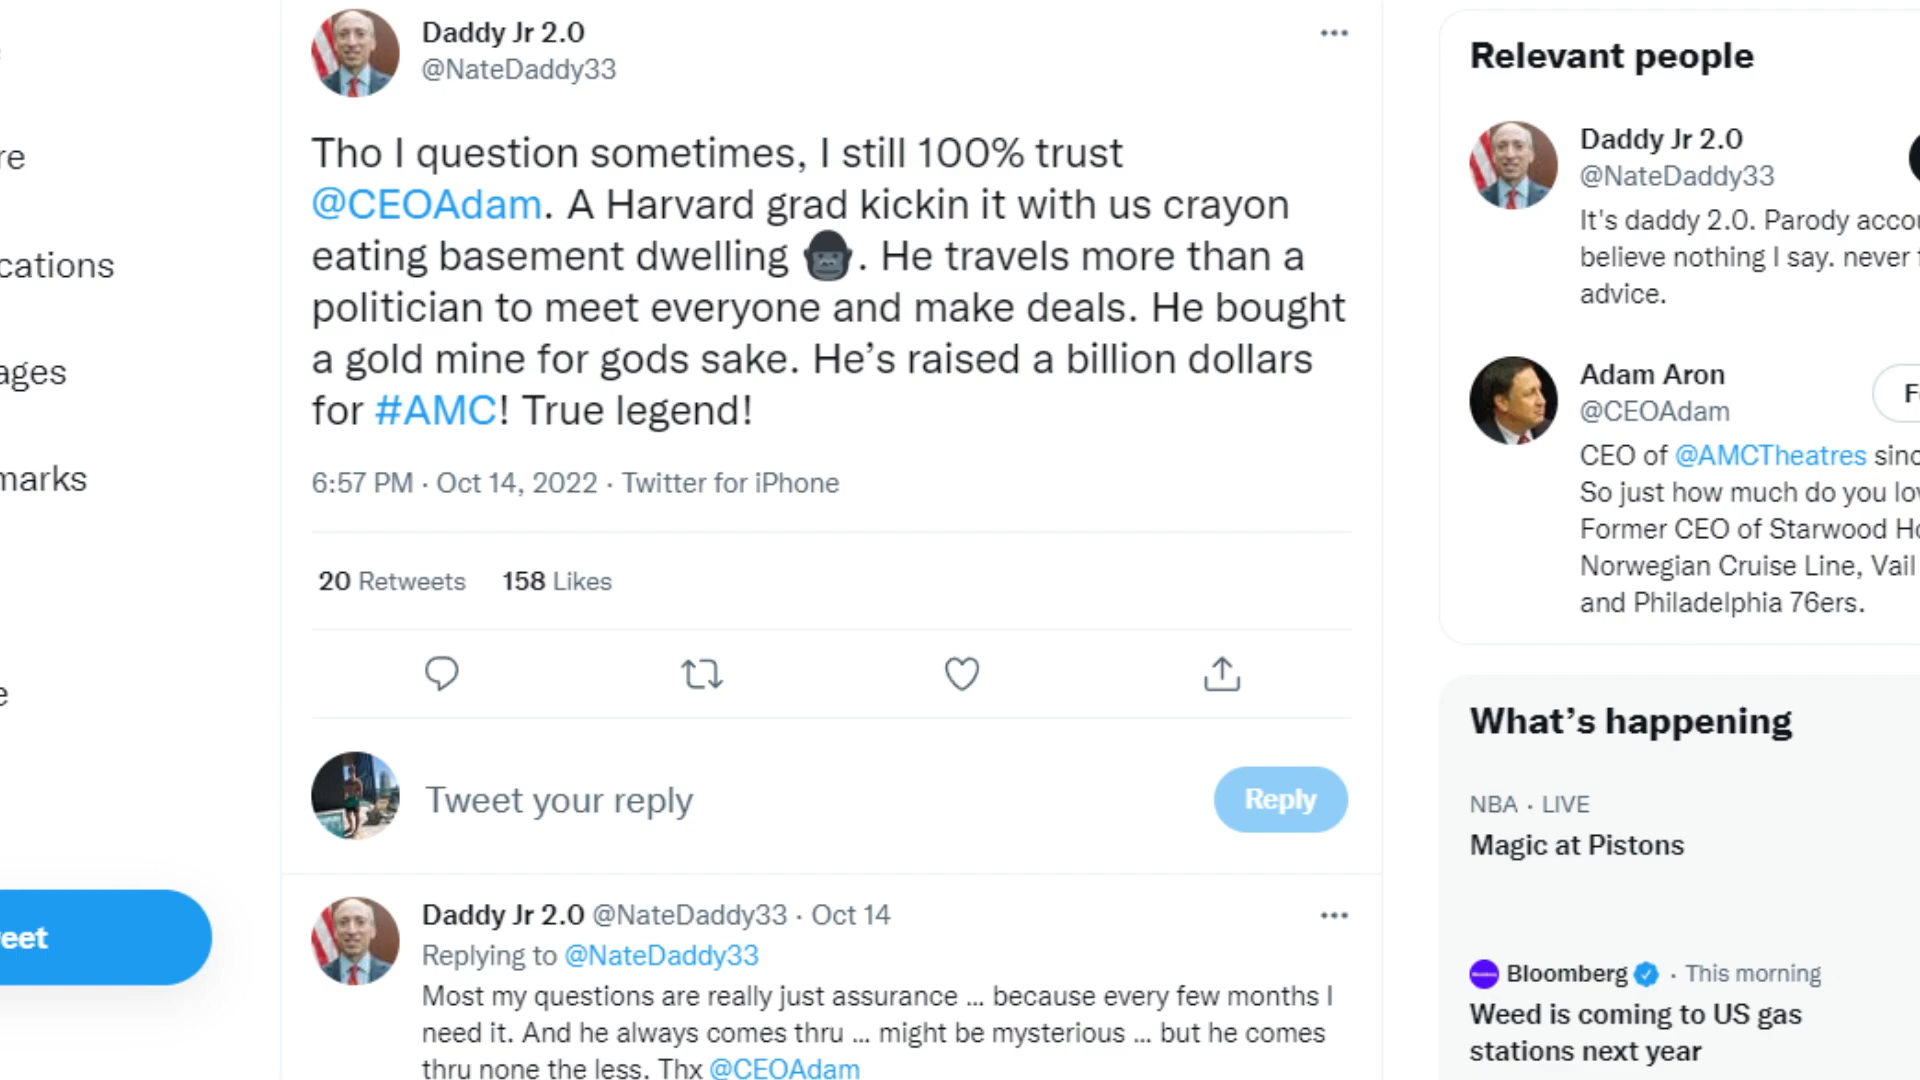 Daddy Jr 2.0
@NateDaddy33
Tho I question sometimes, I still 100% trust
@CEOAdam. A Harvard grad kickin it with us crayon
eating basement dwelling 🦍. He travels more than a
politician to meet everyone and make deals. He bought
a gold mine for gods sake. He’s raised a billion dollars
for #AMC! True legend!
6:57 PM · Oct 14, 2022 · Twitter for iPhone
20 Retweets 158 Likes
Tweet your reply
Reply
Daddy Jr 2.0 @NateDaddy33 · Oct 14
Replying to @NateDaddy33
Most my questions are really just assurance ... because every few months I
need it. And he always comes thru ... might be mysterious ... but he comes
thru none the less. Thx @CEOAdam
re
cations
ages
marks
e
eet
Relevant people
Daddy Jr 2.0
@NateDaddy33
It's daddy 2.0. Parody accou
believe nothing I say. never
advice.
Adam Aron
@CEOAdam
F
CEO of @AMCTheatres sinc
So just how much do you lov
Former CEO of Starwood Ho
Norwegian Cruise Line, Vail
and Philadelphia 76ers.
What’s happening
NBA · LIVE
Magic at Pistons
Bloomberg · This morning
Weed is coming to US gas
stations next year